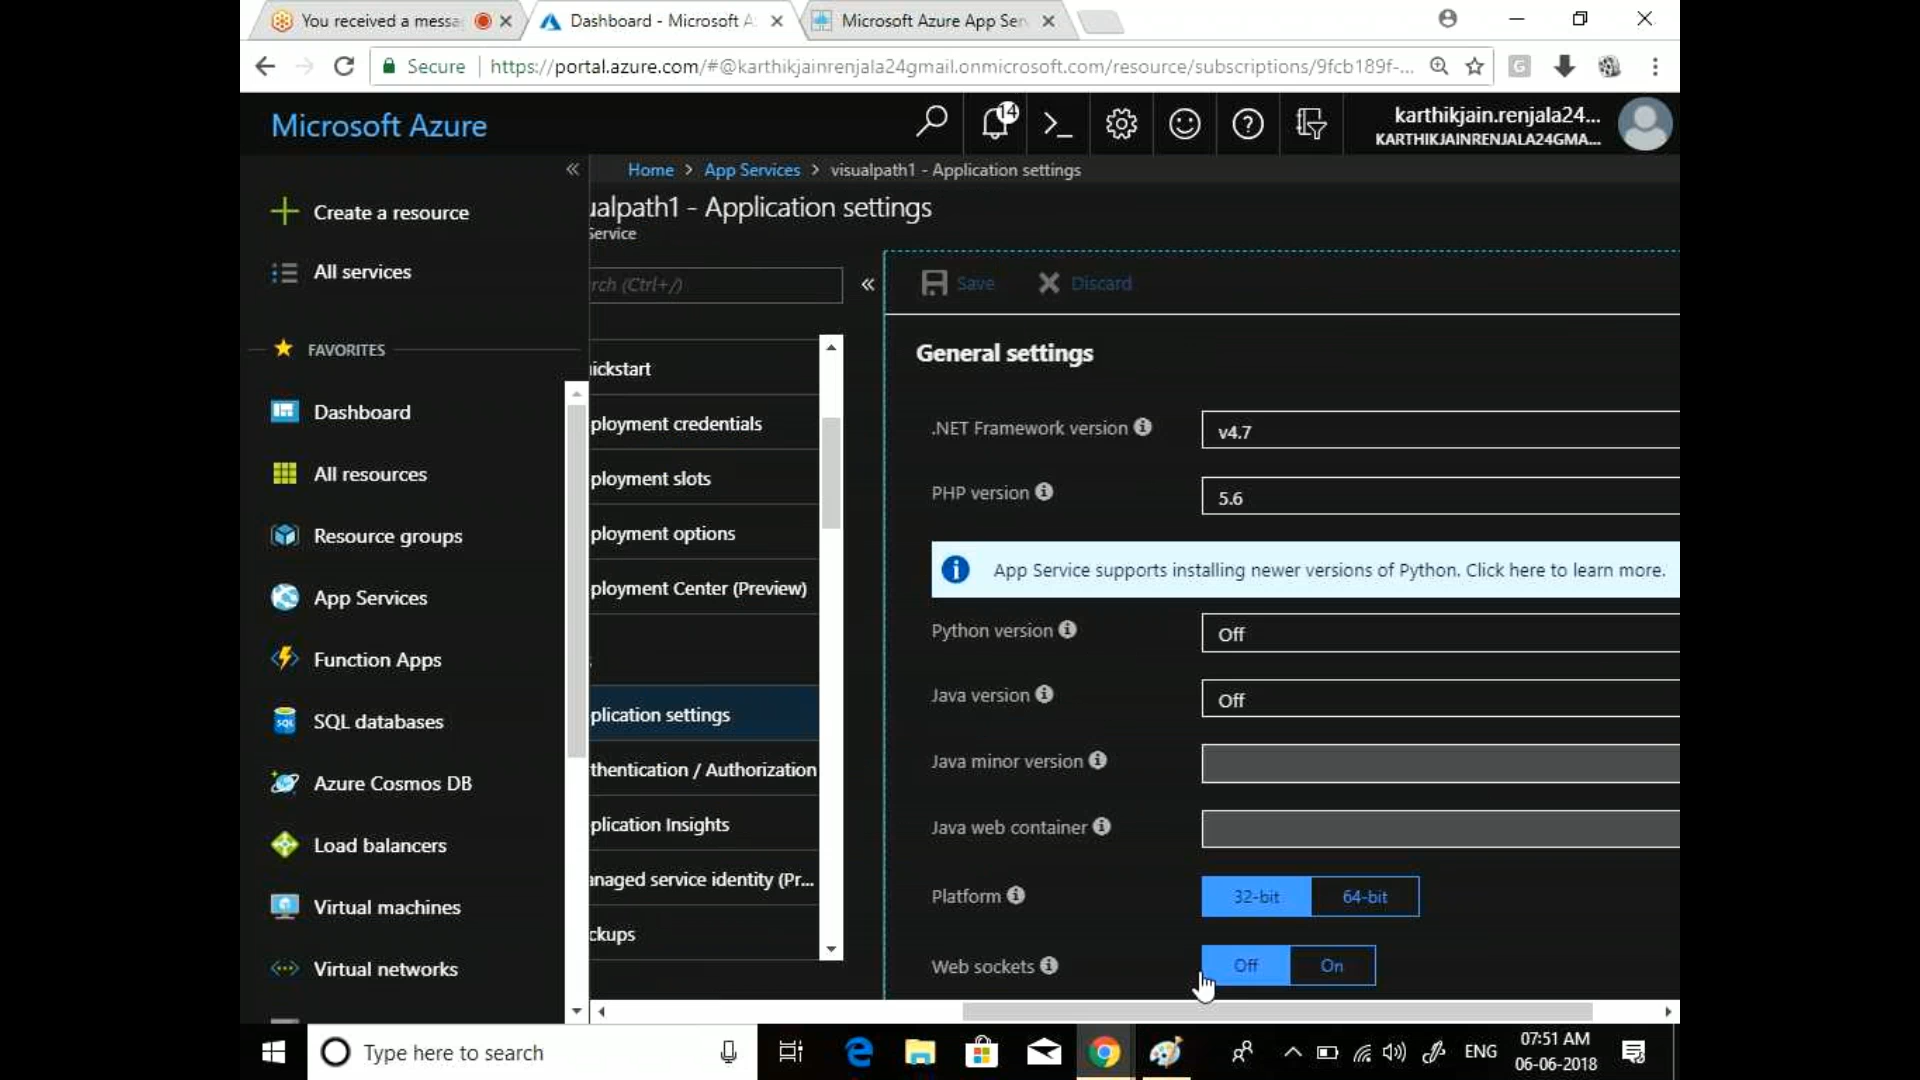 You received a messa
Dashboard - Microsoft A
Microsoft Azure App Ser
Secure
https://portal.azure.com/#@karthikjainrenjala24gmail.onmicrosoft.com/resource/subscriptions/9fcb189f-...
Microsoft Azure
14
karthikjain.renjala24...
KARTHIKJAINRENJALA24GMA...
Home > App Services > visualpath1 - Application settings
ualpath1 - Application settings
Service
Create a resource
All services
FAVORITES
Dashboard
All resources
Resource groups
App Services
Function Apps
SQL databases
Azure Cosmos DB
Load balancers
Virtual machines
Virtual networks
rch (Ctrl+/)
ickstart
ployment credentials
ployment slots
ployment options
ployment Center (Preview)
plication settings
thentication / Authorization
plication Insights
anaged service identity (Pr...
ckups
Save
Discard
General settings
.NET Framework version
v4.7
PHP version
5.6
App Service supports installing newer versions of Python. Click here to learn more.
Python version
Off
Java version
Off
Java minor version
Java web container
Platform
32-bit
64-bit
Web sockets
Off
On
Type here to search
ENG
07:51 AM
06-06-2018